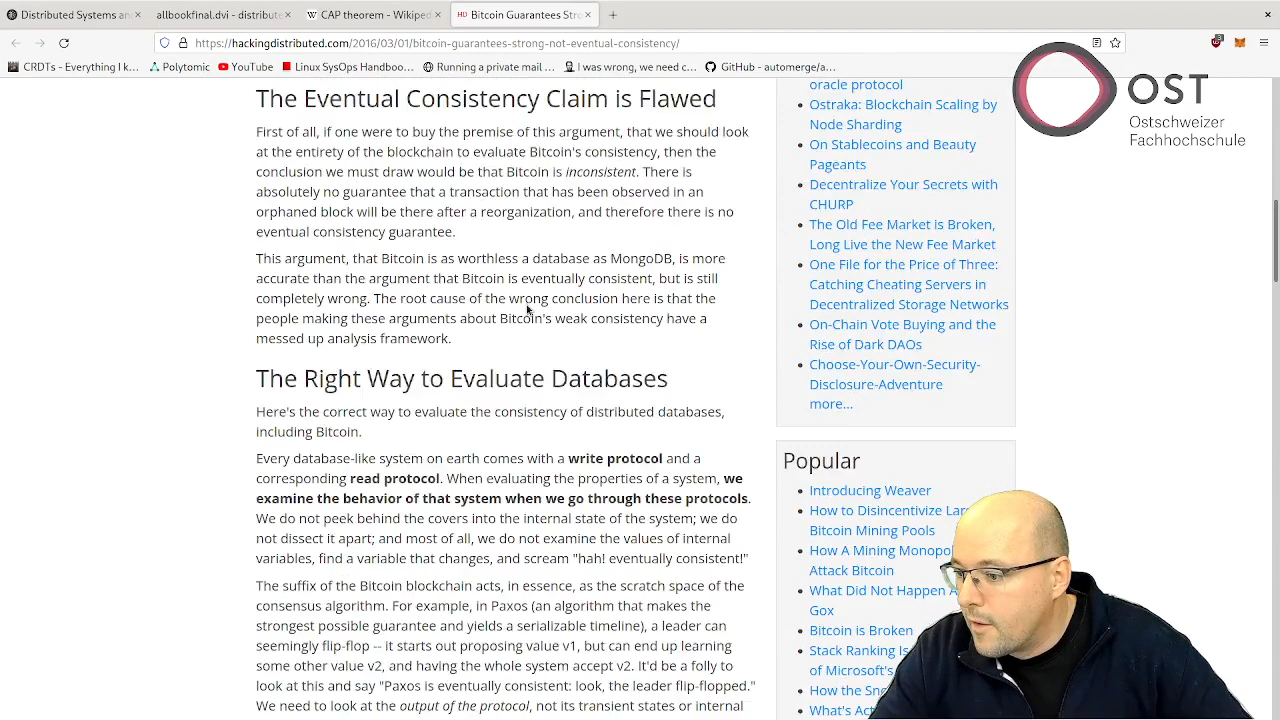 Distributed Systems an
allbookfinal.dvi - distribute
CAP theorem - Wikiped
Bitcoin Guarantees Stro
https://hackingdistributed.com/2016/03/01/bitcoin-guarantees-strong-not-eventual-consistency/
CRDTs - Everything I k...
Polytomic
YouTube
Linux SysOps Handboo...
Running a private mail ...
I was wrong, we need c...
GitHub - automerge/a...
OST
Ostschweizer
Fachhochschule
The Eventual Consistency Claim is Flawed
First of all, if one were to buy the premise of this argument, that we should look
at the entirety of the blockchain to evaluate Bitcoin's consistency, then the
conclusion we must draw would be that Bitcoin is inconsistent. There is
absolutely no guarantee that a transaction that has been observed in an
orphaned block will be there after a reorganization, and therefore there is no
eventual consistency guarantee.
This argument, that Bitcoin is as worthless a database as MongoDB, is more
accurate than the argument that Bitcoin is eventually consistent, but is still
completely wrong. The root cause of the wrong conclusion here is that the
people making these arguments about Bitcoin's weak consistency have a
messed up analysis framework.
The Right Way to Evaluate Databases
Here's the correct way to evaluate the consistency of distributed databases,
including Bitcoin.
Every database-like system on earth comes with a write protocol and a
corresponding read protocol. When evaluating the properties of a system, we
examine the behavior of that system when we go through these protocols.
We do not peek behind the covers into the internal state of the system; we do
not dissect it apart; and most of all, we do not examine the values of internal
variables, find a variable that changes, and scream "hah! eventually consistent!"
The suffix of the Bitcoin blockchain acts, in essence, as the scratch space of the
consensus algorithm. For example, in Paxos (an algorithm that makes the
strongest possible guarantee and yields a serializable timeline), a leader can
seemingly flip-flop -- it starts out proposing value v1, but can end up learning
some other value v2, and having the whole system accept v2. It'd be a folly to
look at this and say "Paxos is eventually consistent: look, the leader flip-flopped."
We need to look at the output of the protocol, not its transient states or internal
oracle protocol
Ostraka: Blockchain Scaling by
Node Sharding
On Stablecoins and Beauty
Pageants
Decentralize Your Secrets with
CHURP
The Old Fee Market is Broken,
Long Live the New Fee Market
One File for the Price of Three:
Catching Cheating Servers in
Decentralized Storage Networks
On-Chain Vote Buying and the
Rise of Dark DAOs
Choose-Your-Own-Security-
Disclosure-Adventure
more...
Popular
Introducing Weaver
How to Disincentivize Lar
Bitcoin Mining Pools
How A Mining Monopo
Attack Bitcoin
What Did Not Happen A
Gox
Bitcoin is Broken
Stack Ranking Is
of Microsoft's
How the Sn
What's Act